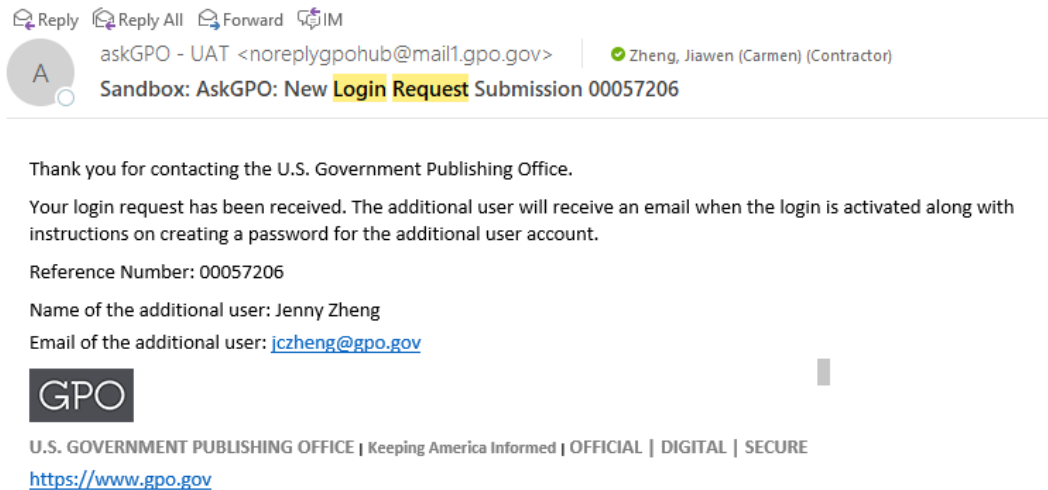 Reply Reply All Forward IM
A
askGPO - UAT <noreplygpohub@mail1.gpo.gov> Zheng, Jiawen (Carmen) (Contractor)
Sandbox: AskGPO: New Login Request Submission 00057206
Thank you for contacting the U.S. Government Publishing Office.
Your login request has been received. The additional user will receive an email when the login is activated along with
instructions on creating a password for the additional user account.
Reference Number: 00057206
Name of the additional user: Jenny Zheng
Email of the additional user: jczheng@gpo.gov
GPO
U.S. GOVERNMENT PUBLISHING OFFICE | Keeping America Informed | OFFICIAL | DIGITAL | SECURE
https://www.gpo.gov